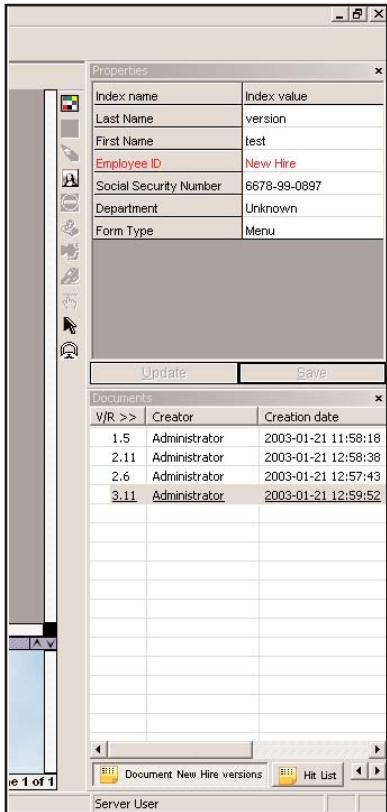 Properties
Index name Index value
Last Name version
First Name test
Employee ID New Hire
Social Security Number 6678-99-0897
Department Unknown
Form Type Menu
Update Save
Documents
V/R >> Creator Creation date
1.5 Administrator 2003-01-21 11:58:18
2.11 Administrator 2003-01-21 12:58:38
2.6 Administrator 2003-01-21 12:57:43
3.11 Administrator 2003-01-21 12:59:52
Document New Hire versions Hit List
e 1 of 1
Server User